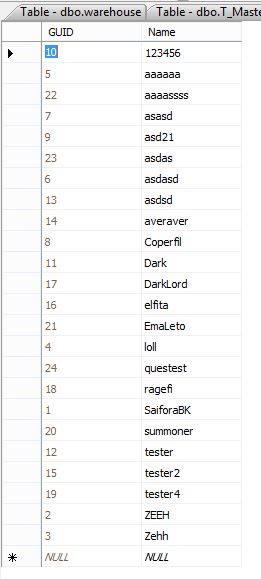 Table - dbo.warehouse Table - dbo.T_Maste
GUID Name
10 123456
5 aaaaaa
22 aaaassss
7 asasd
9 asd21
23 asdas
6 asdasd
13 asdsd
14 averaver
8 Coperfil
11 Dark
17 DarkLord
16 elfita
21 EmaLeto
4 loll
24 questest
18 ragefi
1 SaiforaBK
20 summoner
12 tester
15 tester2
19 tester4
2 ZEEH
3 Zehh
NULL NULL